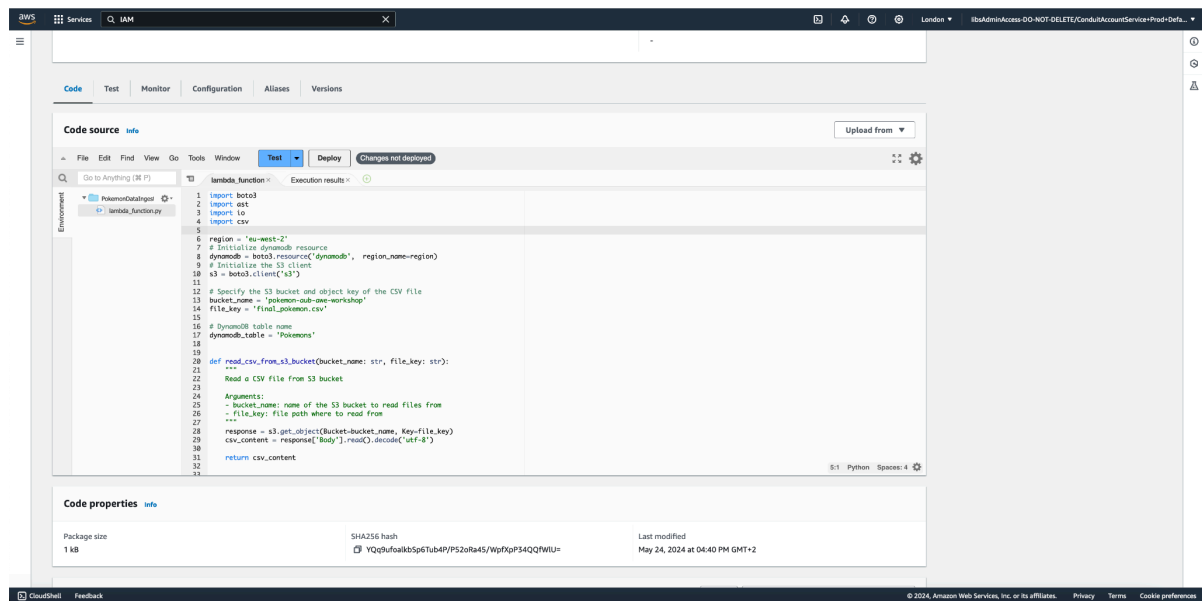 aws
Services
IAM
London
libsAdminAccess-DO-NOT-DELETE/ConduitAccountService+Prod+Defa...
-
Code Test Monitor Configuration Aliases Versions
Code source Info
Upload from
File Edit Find View Go Tools Window Test Deploy Changes not deployed
Go to Anything (⌘ P)
lambda_function × Execution results ×
Environment
PokemonDataIngesi
lambda_function.py
1 import boto3
2 import ast
3 import io
4 import csv
5
6 region = 'eu-west-2'
7 # Initialize dynamodb resource
8 dynamodb = boto3.resource('dynamodb', region_name=region)
9 # Initialize the S3 client
10 s3 = boto3.client('s3')
11
12 # Specify the S3 bucket and object key of the CSV file
13 bucket_name = 'pokemon-aub-awe-workshop'
14 file_key = 'final_pokemon.csv'
15
16 # DynamoDB table name
17 dynamodb_table = 'Pokemons'
18
19
20 def read_csv_from_s3_bucket(bucket_name: str, file_key: str):
21 """
22 Read a CSV file from S3 bucket
23
24 Arguments:
25 - bucket_name: name of the S3 bucket to read files from
26 - file_key: file path where to read from
27 """
28 response = s3.get_object(Bucket=bucket_name, Key=file_key)
29 csv_content = response['Body'].read().decode('utf-8')
30
31 return csv_content
32
33
5:1 Python Spaces: 4
Code properties Info
Package size
1 kB
SHA256 hash
YQq9ufoalkbSp6Tub4P/P52oRa45/WpfXpP34QQfWlU=
Last modified
May 24, 2024 at 04:40 PM GMT+2
CloudShell Feedback
© 2024, Amazon Web Services, Inc. or its affiliates. Privacy Terms Cookie preferences